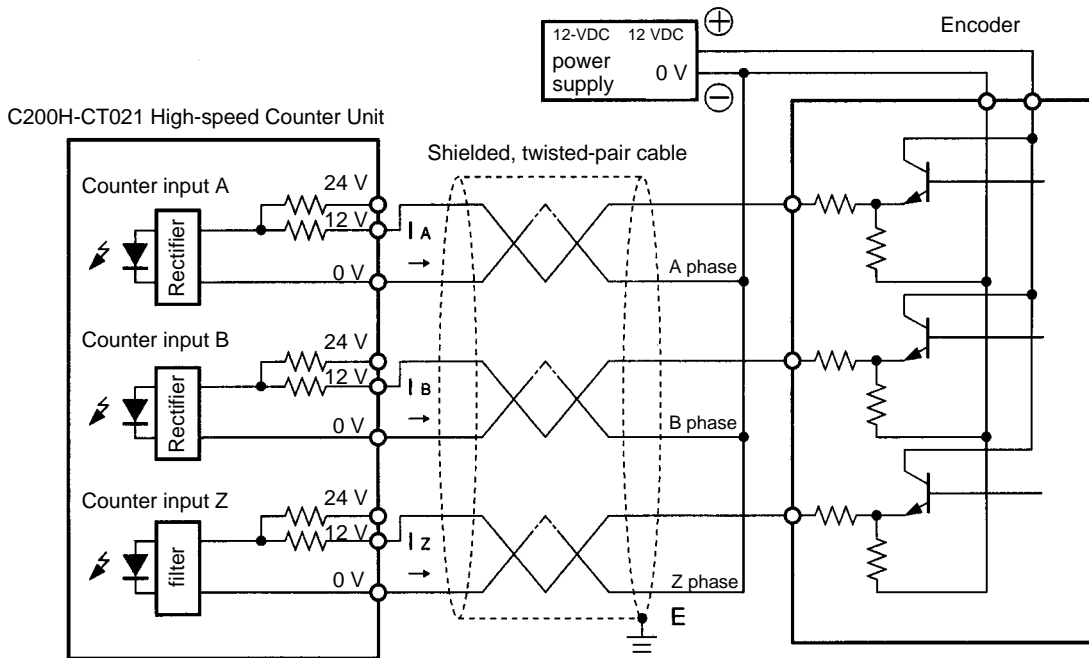 12-VDC 12 VDC
power
supply
0 V
+
−
Encoder
C200H-CT021 High-speed Counter Unit
Shielded, twisted-pair cable
Counter input A
24 V
12 V
0 V
Rectifier
I A
→
A phase
Counter input B
24 V
12 V
0 V
Rectifier
I B
→
B phase
Counter input Z
24 V
12 V
0 V
filter
I Z
→
Z phase
E